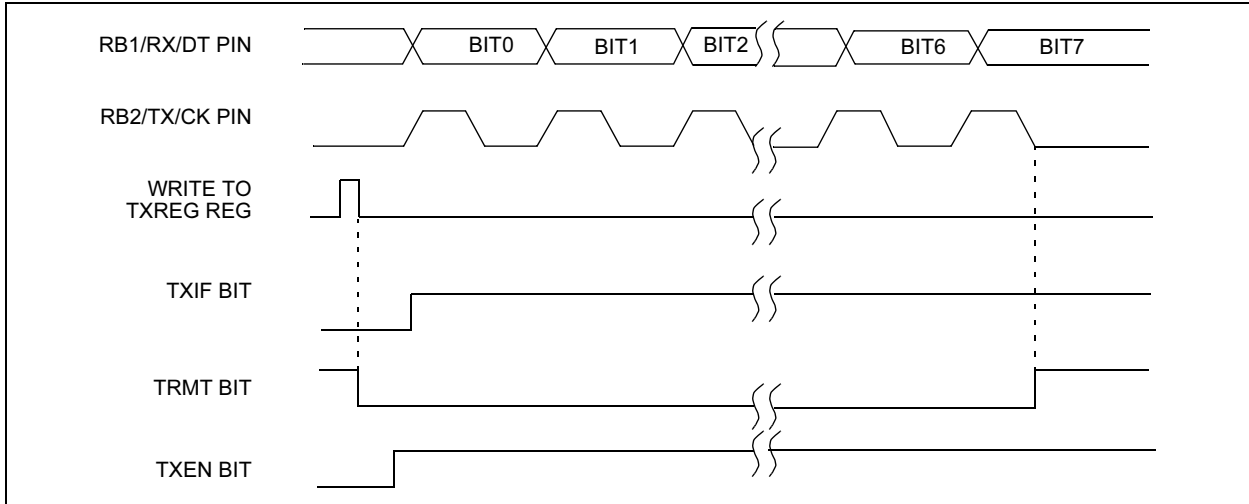 RB1/RX/DT PIN
BIT0 BIT1 BIT2 BIT6 BIT7
RB2/TX/CK PIN
WRITE TO
TXREG REG
TXIF BIT
TRMT BIT
TXEN BIT